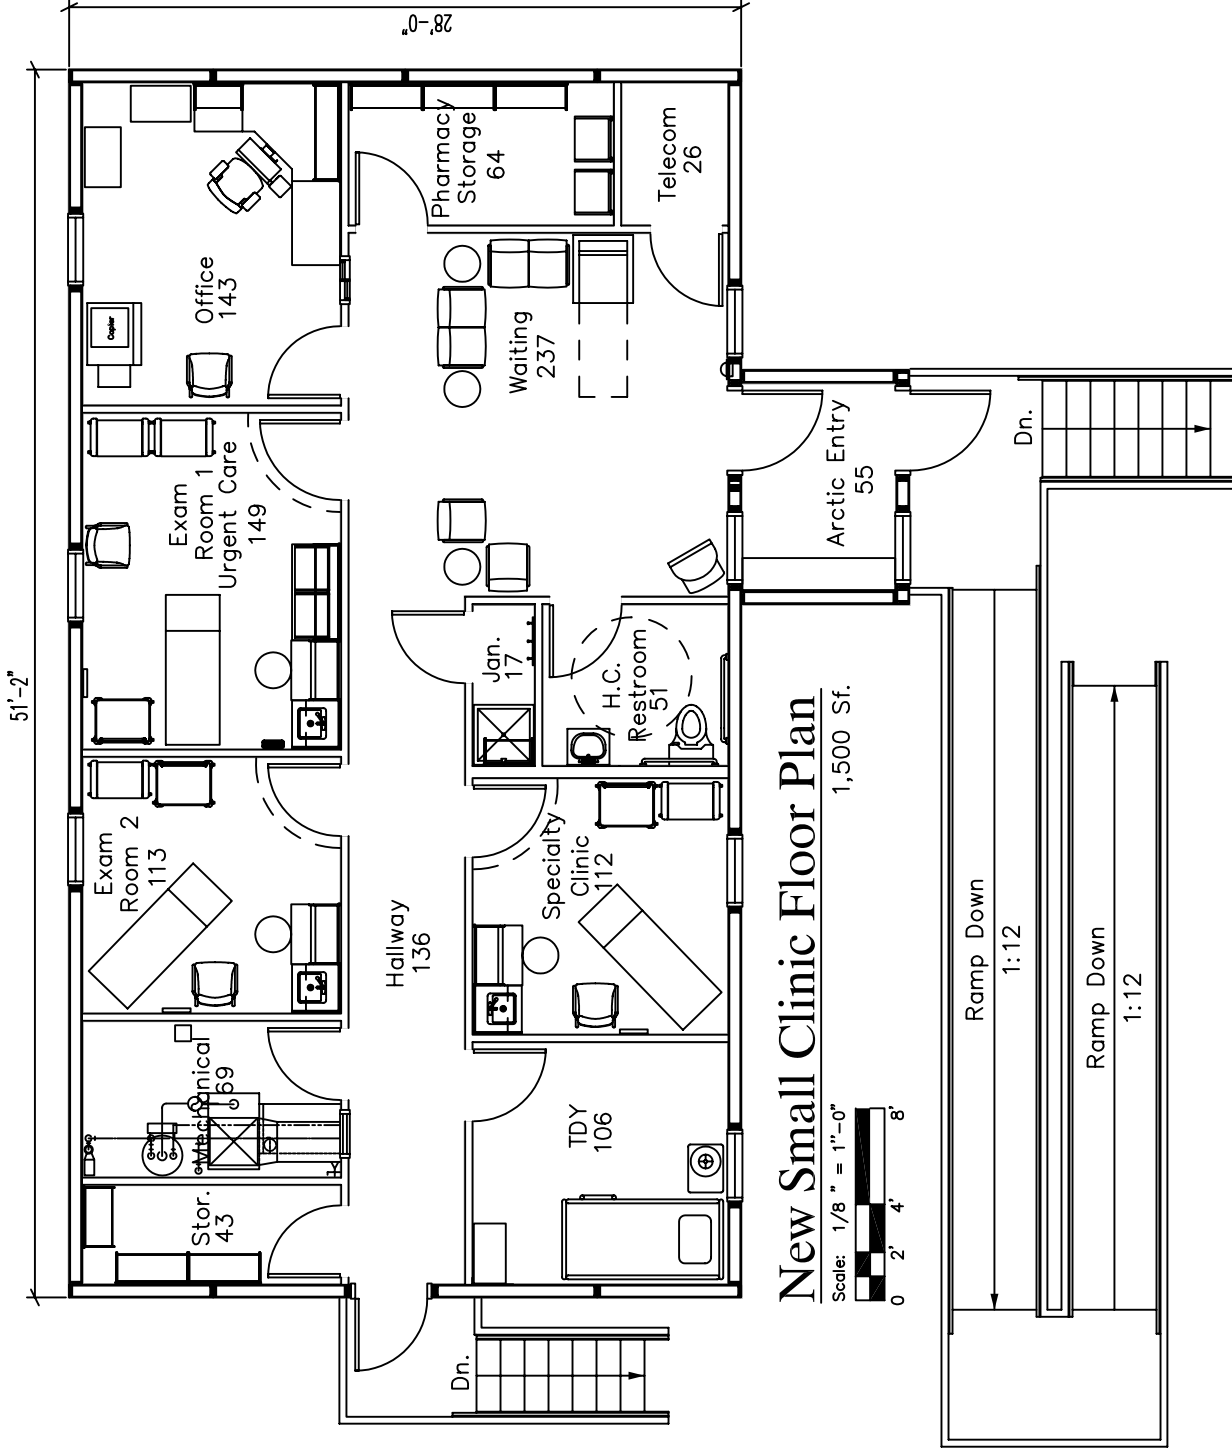 51'-2"
28'-0"
Stor.
43
Mechanical
69
Exam
Room 2
113
Exam
Room 1
Urgent Care
149
Office
143
Copier
Hallway
136
Pharmacy
Storage
64
Telecom
26
Waiting
237
Jan.
17
H.C.
Restroom
51
Specialty
Clinic
112
TDY
106
Arctic Entry
55
Dn.
Dn.
New Small Clinic Floor Plan
1,500 Sf.
Scale: 1/8 " = 1"-0"
0 2' 4' 8'
Ramp Down
1:12
Ramp Down
1:12